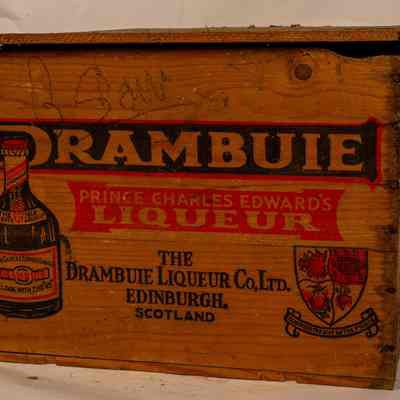 DRAMBUIE
PRINCE CHARLES EDWARD'S
LIQUEUR
THE
DRAMBUIE LIQUEUR CO, LTD.
EDINBURGH.
SCOTLAND